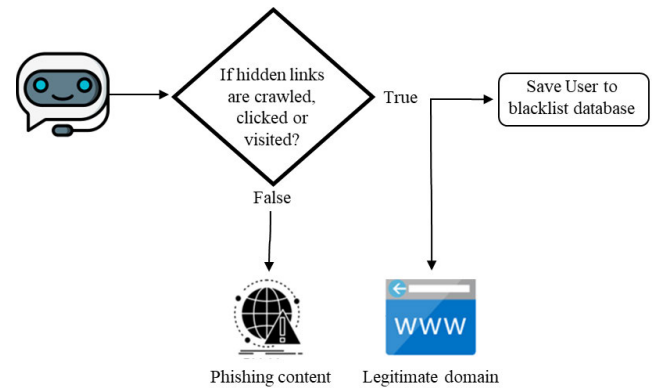 If hidden links
are crawled,
clicked or
visited?
True
Save User to
blacklist database
False
www
Phishing content
Legitimate domain